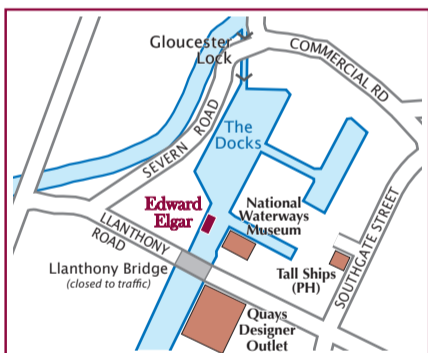 Gloucester
Lock
COMMERCIAL RD
The
Docks
SEVERN ROAD
SOUTHGATE STREET
Edward
Elgar
National
Waterways
Museum
LLANTHONY
ROAD
Llanthony Bridge
(closed to traffic)
Tall Ships
(PH)
Quays
Designer
Outlet